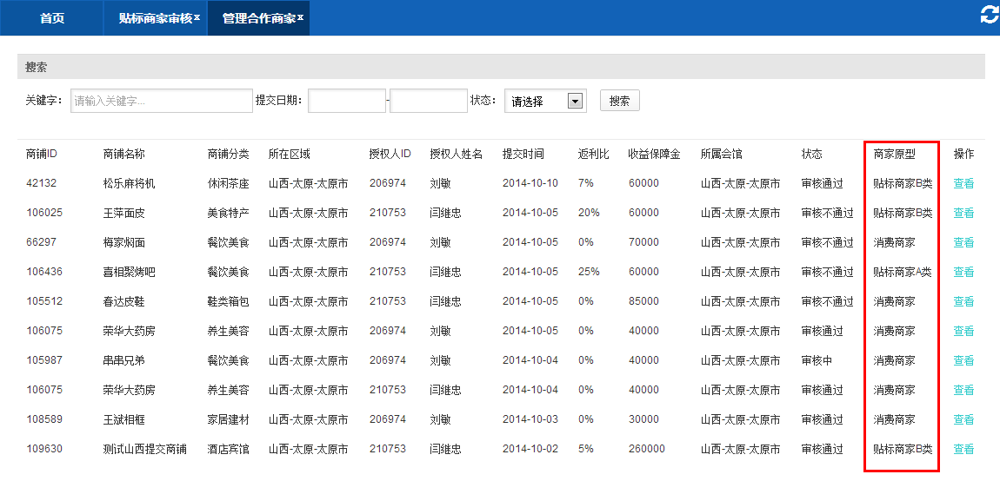 首页 贴标商家审核x 管理合作商家x
搜索
关键字： 请输入关键字... 提交日期： - 状态： 请选择 搜索
商铺ID 商铺名称 商铺分类 所在区域 授权人ID 授权人姓名 提交时间 返利比 收益保障金 所属会馆 状态 商家原型 操作
42132 松乐麻将机 休闲茶座 山西-太原-太原市 206974 刘敏 2014-10-10 7% 60000 山西-太原-太原市 审核通过 贴标商家B类 查看
106025 王萍面皮 美食特产 山西-太原-太原市 210753 闫继忠 2014-10-05 20% 60000 山西-太原-太原市 审核不通过 贴标商家B类 查看
66297 梅家焖面 餐饮美食 山西-太原-太原市 206974 刘敏 2014-10-05 0% 70000 山西-太原-太原市 审核不通过 消费商家 查看
106436 喜相聚烤吧 餐饮美食 山西-太原-太原市 210753 闫继忠 2014-10-05 25% 60000 山西-太原-太原市 审核不通过 贴标商家A类 查看
105512 春达皮鞋 鞋类箱包 山西-太原-太原市 210753 闫继忠 2014-10-05 0% 85000 山西-太原-太原市 审核不通过 消费商家 查看
106075 荣华大药房 养生美容 山西-太原-太原市 206974 刘敏 2014-10-05 0% 40000 山西-太原-太原市 审核通过 消费商家 查看
105987 串串兄弟 餐饮美食 山西-太原-太原市 206974 刘敏 2014-10-04 0% 40000 山西-太原-太原市 审核中 消费商家 查看
106075 荣华大药房 养生美容 山西-太原-太原市 210753 闫继忠 2014-10-04 0% 40000 山西-太原-太原市 审核通过 消费商家 查看
108589 王斌相框 家居建材 山西-太原-太原市 206974 刘敏 2014-10-03 0% 30000 山西-太原-太原市 审核通过 消费商家 查看
109630 测试山西提交商铺 酒店宾馆 山西-太原-太原市 210753 闫继忠 2014-10-02 5% 260000 山西-太原-太原市 审核通过 贴标商家B类 查看